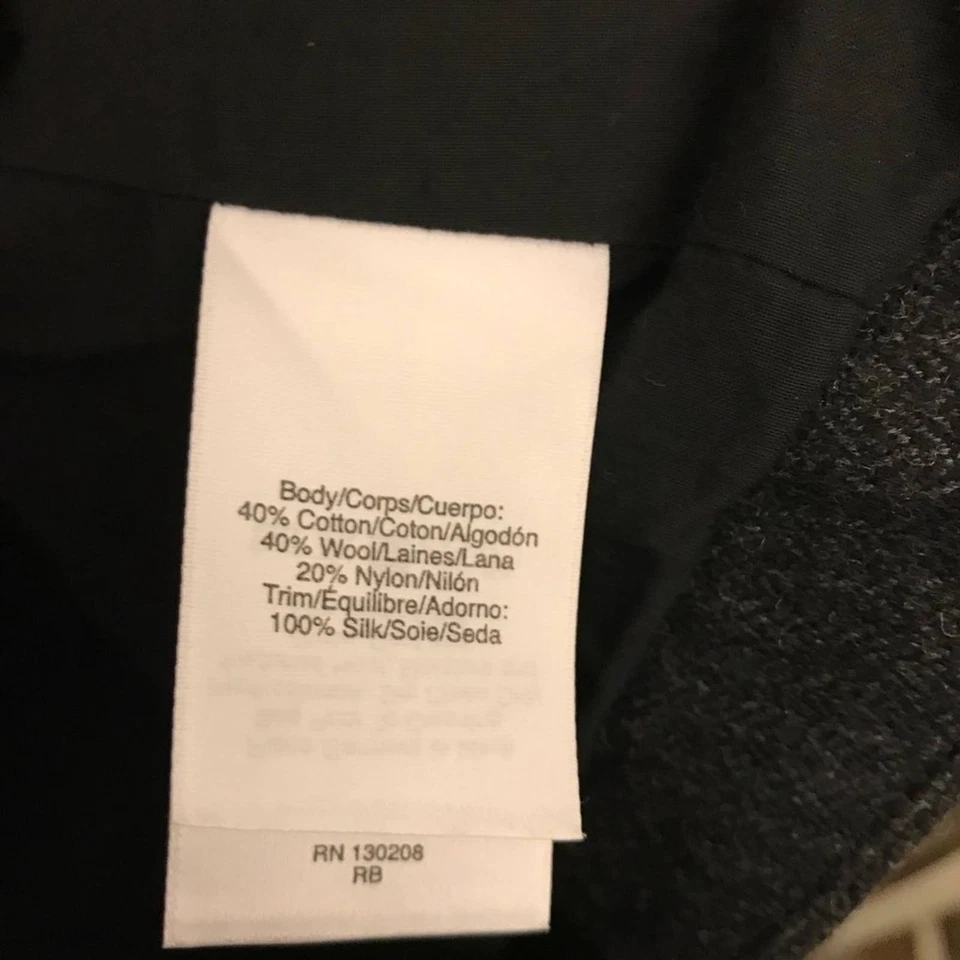 Body/Corps/Cuerpo:
40% Cotton/Coton/Algodón
40% Wool/Laines/Lana
20% Nylon/Nilón
Trim/Équilibre/Adorno:
100% Silk/Soie/Seda
RN 130208
RB